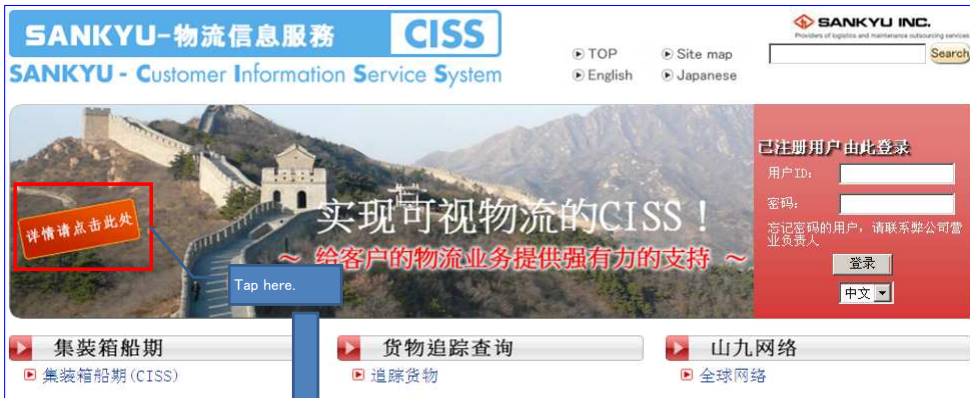 SANKYU-物流信息服務 CISS
SANKYU - Customer Information Service System
TOP Site map
English Japanese
SANKYU INC.
Providers of logistics and maintenance outsourcing services
Search
详情请点击此处
实现可视物流的CISS！
～ 给客户的物流业务提供强有力的支持 ～
Tap here.
已注册用户由此登录
用户ID:
密码:
忘记密码的用户，请联系弊公司营
业负责人
登录
中文
集装箱船期
集装箱船期(CISS)
货物追踪查询
追踪货物
山九网络
全球网络